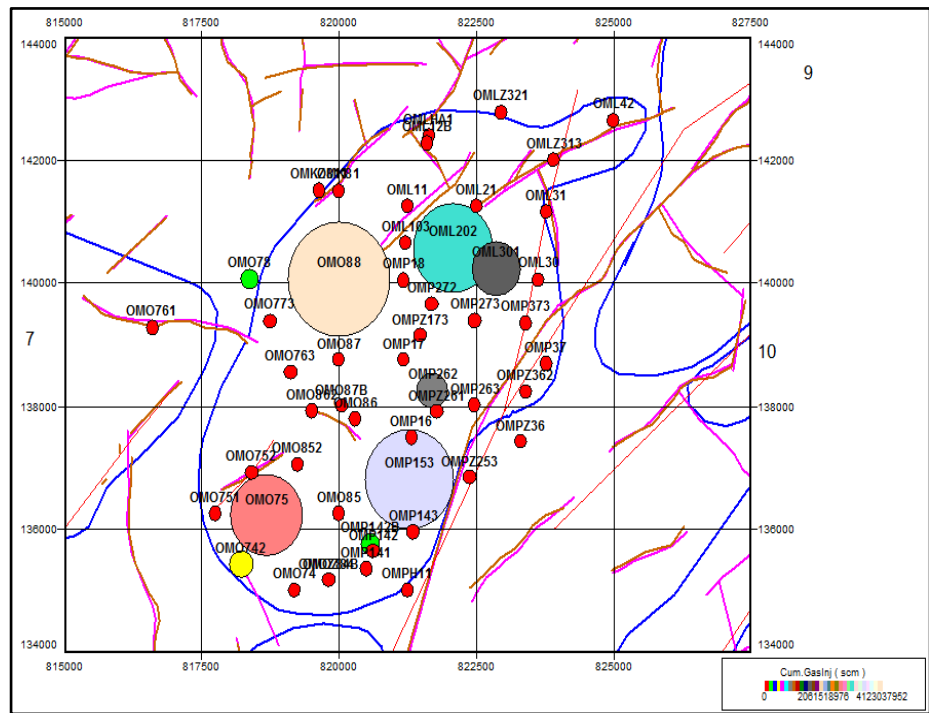 815000 817500 820000 822500 825000 827500
144000 144000
9
OMLZ321
OML42
OMLHA1
OML12B
OMLZ313
142000 142000
OMK81
OML11 OML21 OML31
OML103
OML202
OML301
OMO78 OMO88 OMP18 OML30
140000 140000
OMP272
OMO761 OMO773 OMP273 OMP373
OMPZ173
7 10
OMO87 OMP17 OMP37
OMO763
OMP262
OMPZ362
OMO87B OMP263
OMO862 OMO86
138000 138000
OMP16
OMPZ36
OMO852 OMO752 OMP153 OMPZ253
OMO751 OMO75 OMO85
OMP143
136000 136000
OMP142B
OMP142
OMO742 OMP141
OMO74 OMPH11
134000 134000
815000 817500 820000 822500 825000
Cum.GasInj ( scm )
0 2061518976 4123037952